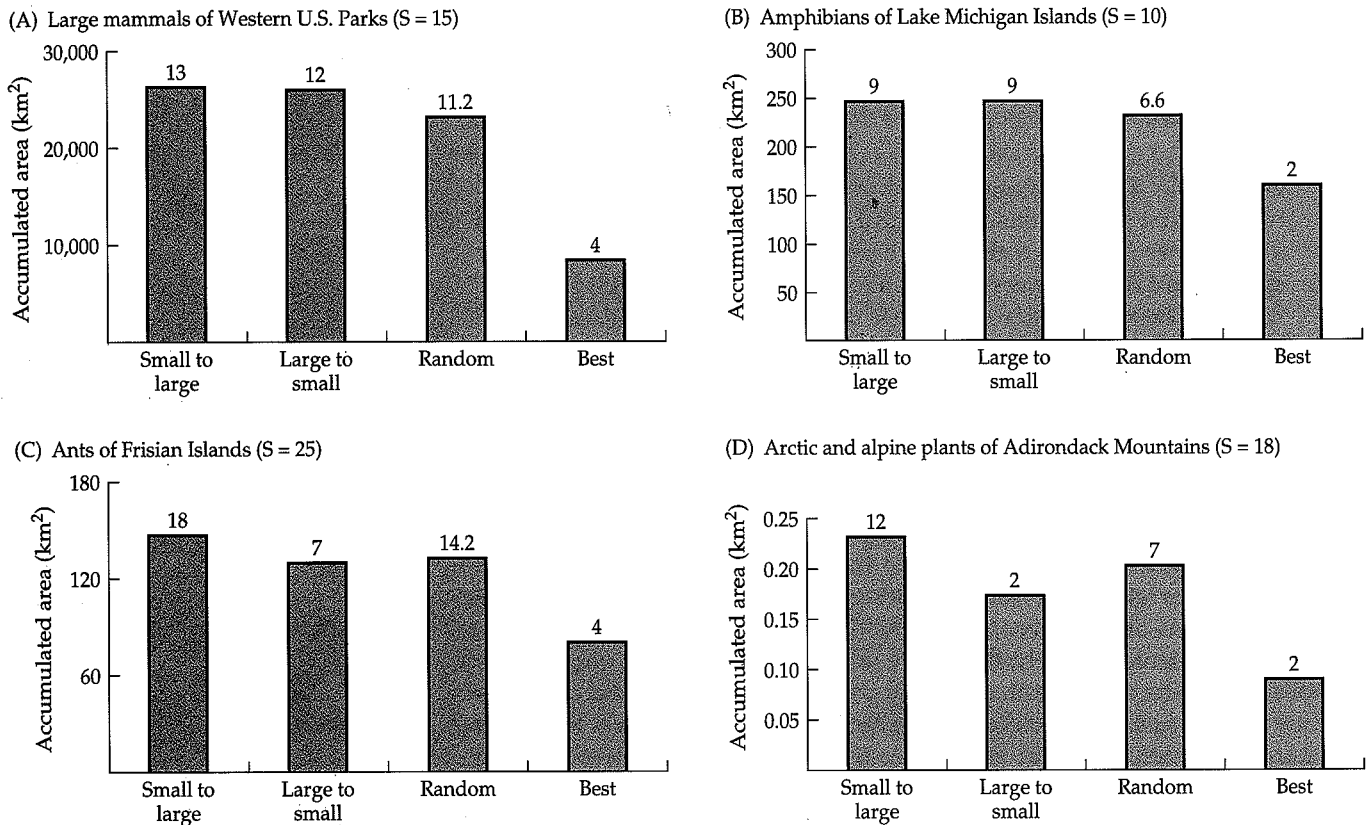 (A) Large mammals of Western U.S. Parks (S = 15)
Accumulated area (km²)
30,000
20,000
10,000
13
12
11.2
4
Small to
large
Large to
small
Random
Best
(B) Amphibians of Lake Michigan Islands (S = 10)
Accumulated area (km²)
300
250
200
150
100
50
9
9
6.6
2
Small to
large
Large to
small
Random
Best
(C) Ants of Frisian Islands (S = 25)
Accumulated area (km²)
180
120
60
18
7
14.2
4
Small to
large
Large to
small
Random
Best
(D) Arctic and alpine plants of Adirondack Mountains (S = 18)
Accumulated area (km²)
0.25
0.20
0.15
0.10
0.05
12
2
7
2
Small to
large
Large to
small
Random
Best